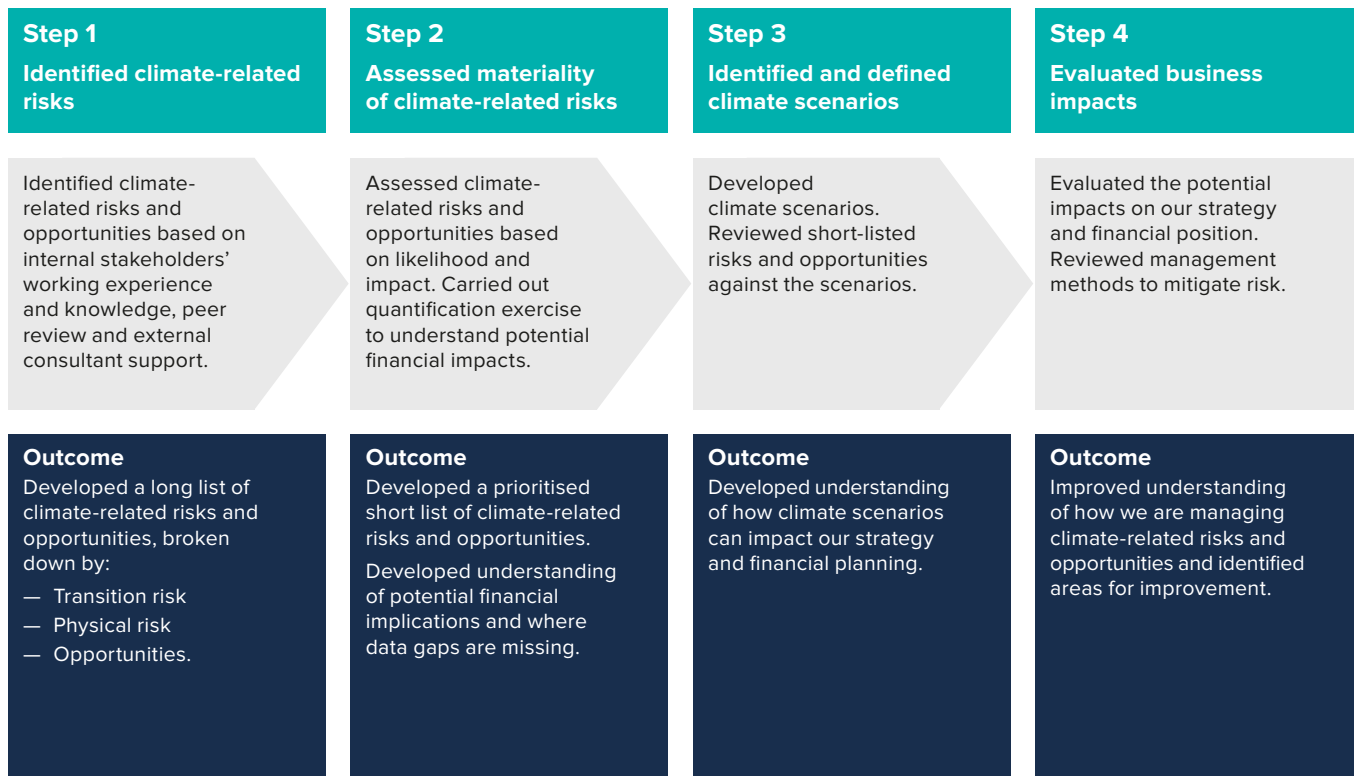 Step 1
Identified climate-related
risks
Identified climate-
related risks and
opportunities based on
internal stakeholders’
working experience
and knowledge, peer
review and external
consultant support.
Outcome
Developed a long list of
climate-related risks and
opportunities, broken
down by:
— Transition risk
— Physical risk
— Opportunities.
Step 2
Assessed materiality
of climate-related risks
Assessed climate-
related risks and
opportunities based
on likelihood and
impact. Carried out
quantification exercise
to understand potential
financial impacts.
Outcome
Developed a prioritised
short list of climate-related
risks and opportunities.
Developed understanding
of potential financial
implications and where
data gaps are missing.
Step 3
Identified and defined
climate scenarios
Developed
climate scenarios.
Reviewed short-listed
risks and opportunities
against the scenarios.
Outcome
Developed understanding
of how climate scenarios
can impact our strategy
and financial planning.
Step 4
Evaluated business
impacts
Evaluated the potential
impacts on our strategy
and financial position.
Reviewed management
methods to mitigate risk.
Outcome
Improved understanding
of how we are managing
climate-related risks and
opportunities and identified
areas for improvement.